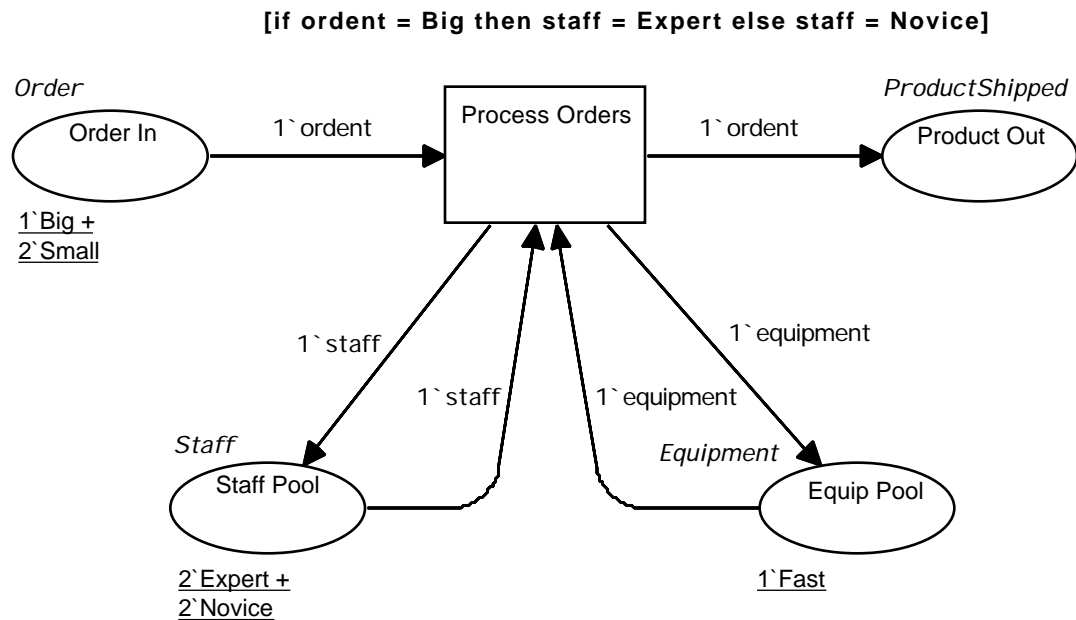 [if ordent = Big then staff = Expert else staff = Novice]
Order
ProductShipped
Order In
1`ordent
Process Orders
1`ordent
Product Out
1`Big +
2`Small
1`staff
1`equipment
1`staff
1`equipment
Staff
Equipment
Staff Pool
Equip Pool
2`Expert +
2`Novice
1`Fast